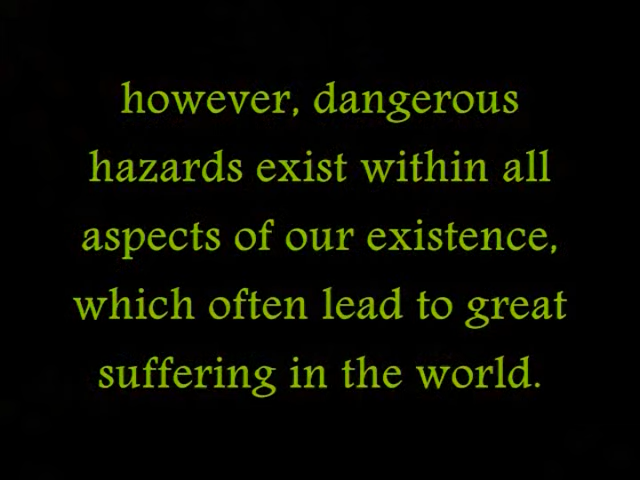 however, dangerous
hazards exist within all
aspects of our existence,
which often lead to great
suffering in the world.